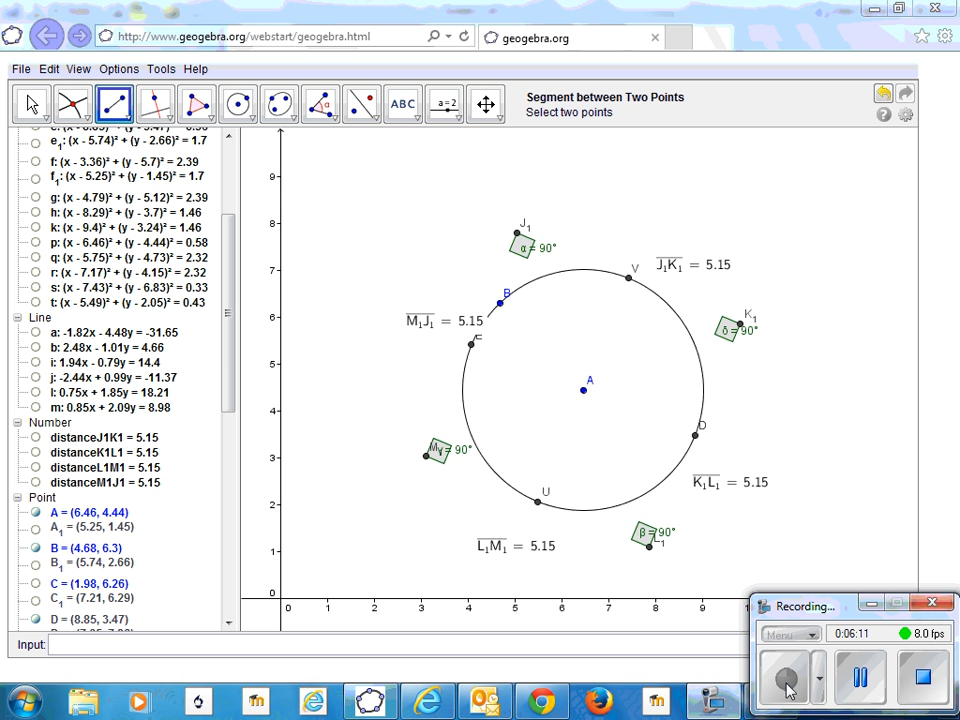 http://www.geogebra.org/webstart/geogebra.html
geogebra.org
File Edit View Options Tools Help
ABC
a=2
Segment between Two Points
Select two points
e₁: (x - 5.74)² + (y - 2.66)² = 1.7
f: (x - 3.36)² + (y - 5.7)² = 2.39
f₁: (x - 5.25)² + (y - 1.45)² = 1.7
g: (x - 4.79)² + (y - 5.12)² = 2.39
h: (x - 8.29)² + (y - 3.7)² = 1.46
k: (x - 9.4)² + (y - 3.24)² = 1.46
p: (x - 6.46)² + (y - 4.44)² = 0.58
q: (x - 5.75)² + (y - 4.73)² = 2.32
r: (x - 7.17)² + (y - 4.15)² = 2.32
s: (x - 7.43)² + (y - 6.83)² = 0.33
t: (x - 5.49)² + (y - 2.05)² = 0.43
Line
a: -1.82x - 4.48y = -31.65
b: 2.48x - 1.01y = 4.66
i: 1.94x - 0.79y = 14.4
j: -2.44x + 0.99y = -11.37
l: 0.75x + 1.85y = 18.21
m: 0.85x + 2.09y = 8.98
Number
distanceJ1K1 = 5.15
distanceK1L1 = 5.15
distanceL1M1 = 5.15
distanceM1J1 = 5.15
Point
A = (6.46, 4.44)
A₁ = (5.25, 1.45)
B = (4.68, 6.3)
B₁ = (5.74, 2.66)
C = (1.98, 6.26)
C₁ = (7.21, 6.29)
D = (8.85, 3.47)
9
8
7
6
5
4
3
2
1
0
0 1 2 3 4 5 6 7 8 9
J₁
α = 90°
V
J₁K₁ = 5.15
B
M₁J₁ = 5.15
K₁
δ = 90°
A
D
M₁
γ = 90°
K₁L₁ = 5.15
U
β = 90°
L₁
L₁M₁ = 5.15
Input:
Recording...
Menu
0:06:11
8.0 fps